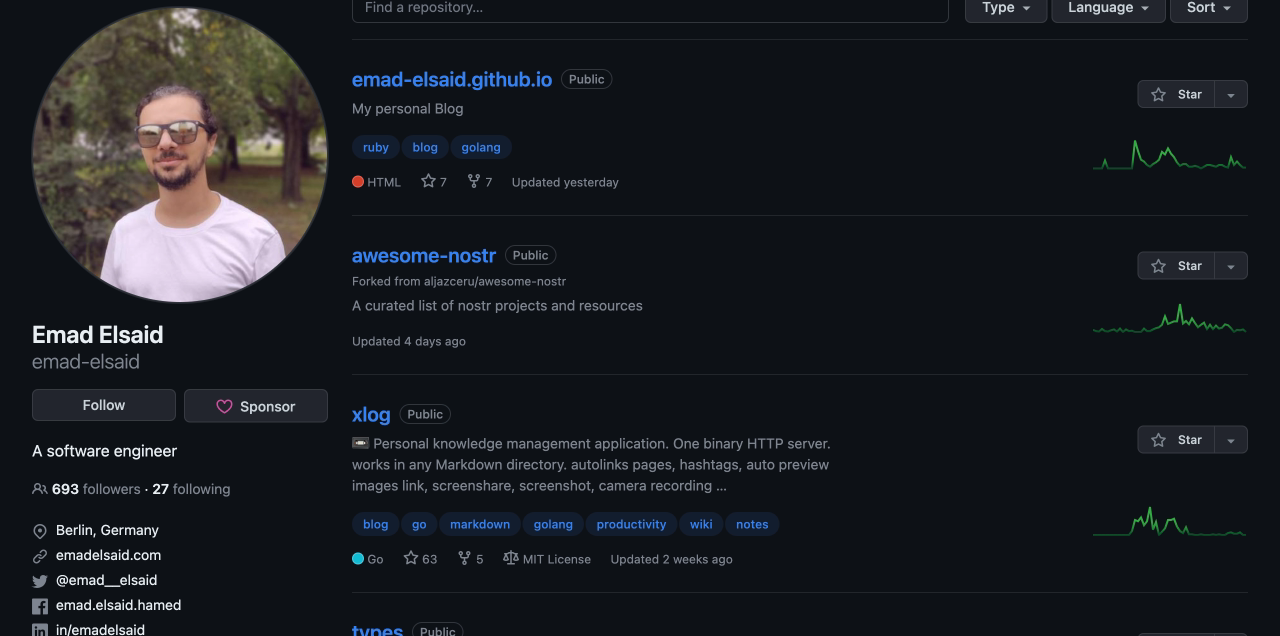 Find a repository...
Type
Language
Sort
emad-elsaid.github.io
Public
My personal Blog
Star
ruby
blog
golang
HTML
7
7
Updated yesterday
awesome-nostr
Public
Forked from aljazceru/awesome-nostr
A curated list of nostr projects and resources
Star
Updated 4 days ago
xlog
Public
Personal knowledge management application. One binary HTTP server.
works in any Markdown directory. autolinks pages, hashtags, auto preview
images link, screenshare, screenshot, camera recording ...
Star
blog
go
markdown
golang
productivity
wiki
notes
Go
63
5
MIT License
Updated 2 weeks ago
types
Public
Emad Elsaid
emad-elsaid
Follow
Sponsor
A software engineer
693 followers · 27 following
Berlin, Germany
emadelsaid.com
@emad__elsaid
emad.elsaid.hamed
in/emadelsaid